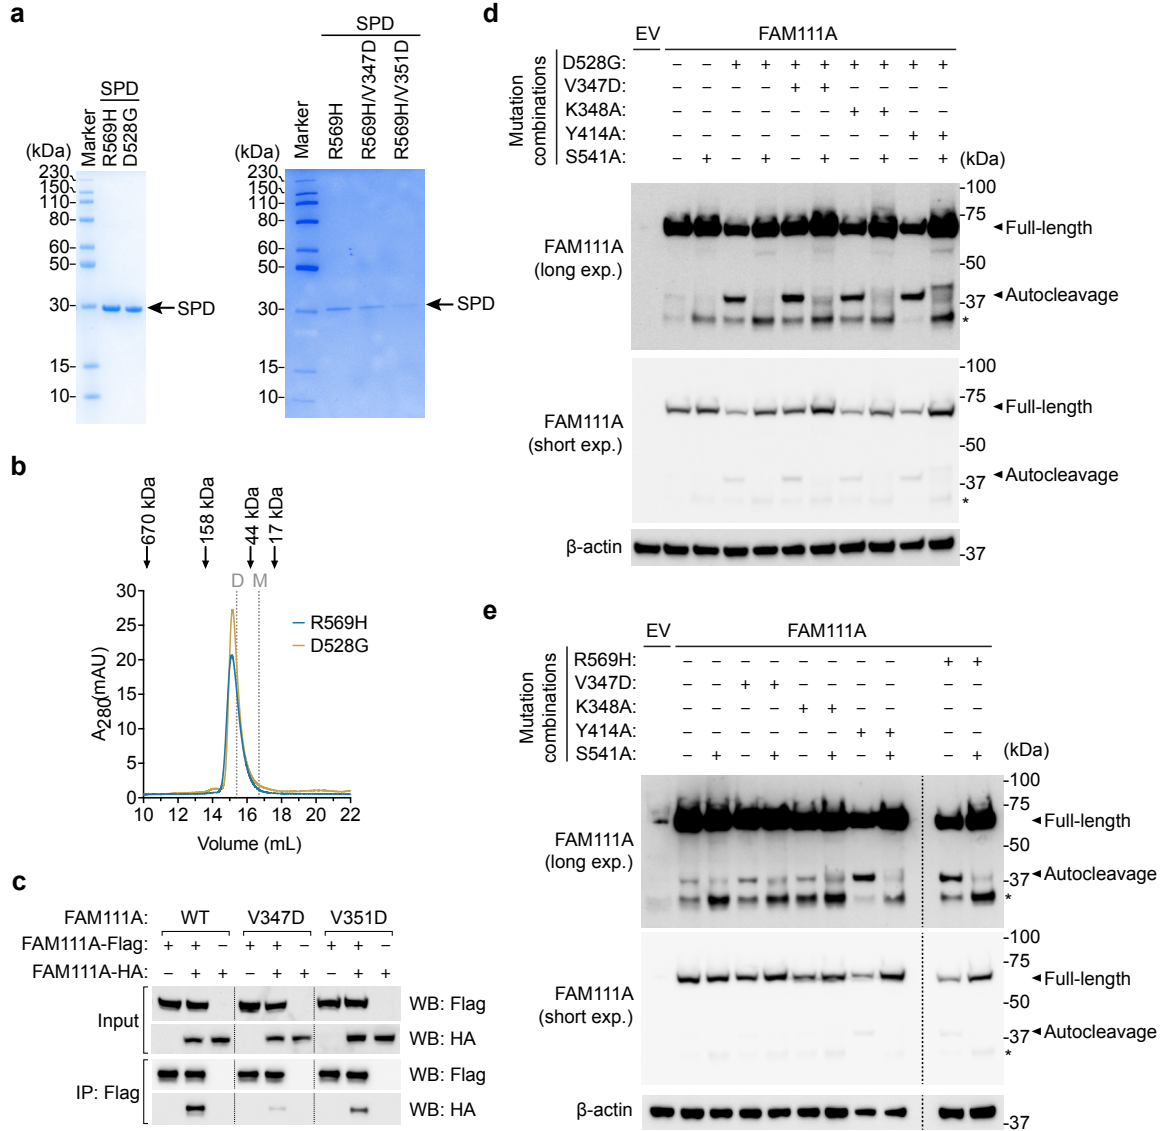 a
SPD
(kDa)
Marker
R569H
D528G
230
150
110
80
60
50
30
15
10
SPD
SPD
(kDa)
Marker
R569H
R569H/V347D
R569H/V351D
230
150
110
80
60
50
30
15
10
SPD
b
670 kDa
158 kDa
44 kDa
17 kDa
D M
A280(mAU)
30
25
20
15
10
5
0
R569H
D528G
10 12 14 16 18 20 22
Volume (mL)
c
FAM111A: WT V347D V351D
FAM111A-Flag: + + – + + – + + –
FAM111A-HA: – + + – + + – + +
Input
WB: Flag
WB: HA
IP: Flag
WB: Flag
WB: HA
d
EV FAM111A
Mutation combinations
D528G: – – + + + + + + + +
V347D: – – – – + + – – – –
K348A: – – – – – – + + – –
Y414A: – – – – – – – – + +
S541A: – + – + – + – + – +
(kDa)
FAM111A (long exp.)
-100
-75
Full-length
-50
-37
Autocleavage
*
FAM111A (short exp.)
-100
-75
Full-length
-50
-37
Autocleavage
*
β-actin
-37
e
EV FAM111A
Mutation combinations
R569H: – – – – – – – – + +
V347D: – – + + – – – – – –
K348A: – – – – + + – – – –
Y414A: – – – – – – + + – –
S541A: – + – + – + – + – +
(kDa)
FAM111A (long exp.)
-100
-75
Full-length
-50
-37
Autocleavage
*
FAM111A (short exp.)
-100
-75
Full-length
-50
-37
Autocleavage
*
β-actin
-37